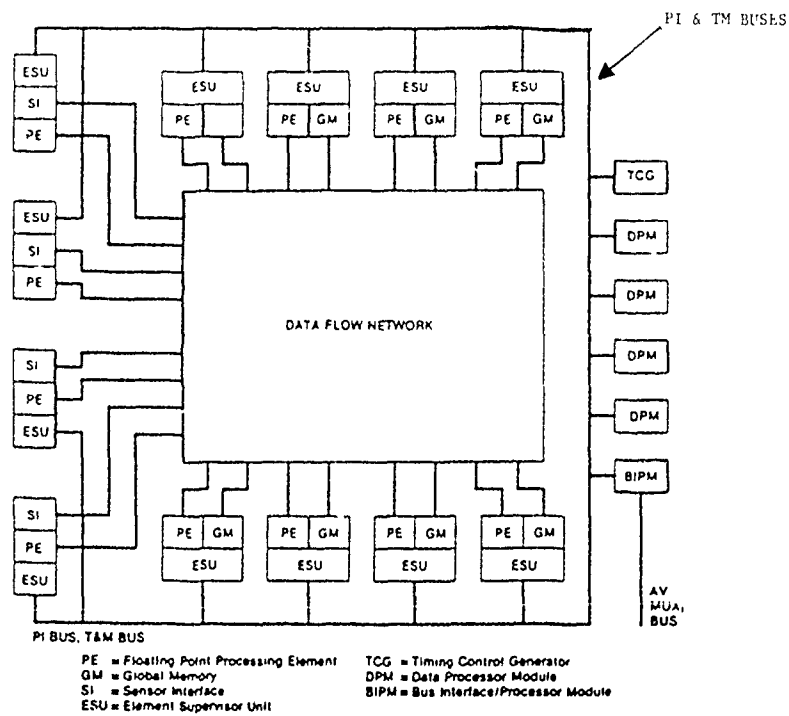 PI & TM BUSES
ESU
SI
PE
ESU
PE
ESU
PE GM
ESU
PE GM
ESU
PE GM
TCG
ESU
SI
PE
DPM
DPM
DATA FLOW NETWORK
SI
PE
ESU
DPM
DPM
BIPM
SI
PE
ESU
PE GM
ESU
PE GM
ESU
PE GM
ESU
PE GM
ESU
AV
MUX,
BUS
PI BUS, T&M BUS
PE = Floating Point Processing Element
GM = Global Memory
SI = Sensor Interface
ESU = Element Supervisor Unit
TCG = Timing Control Generator
DPM = Data Processor Module
BIPM = Bus Interface/Processor Module